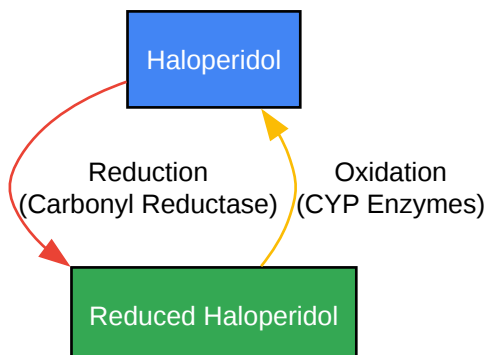 Haloperidol
Reduction
(Carbonyl Reductase)
Oxidation
(CYP Enzymes)
Reduced Haloperidol